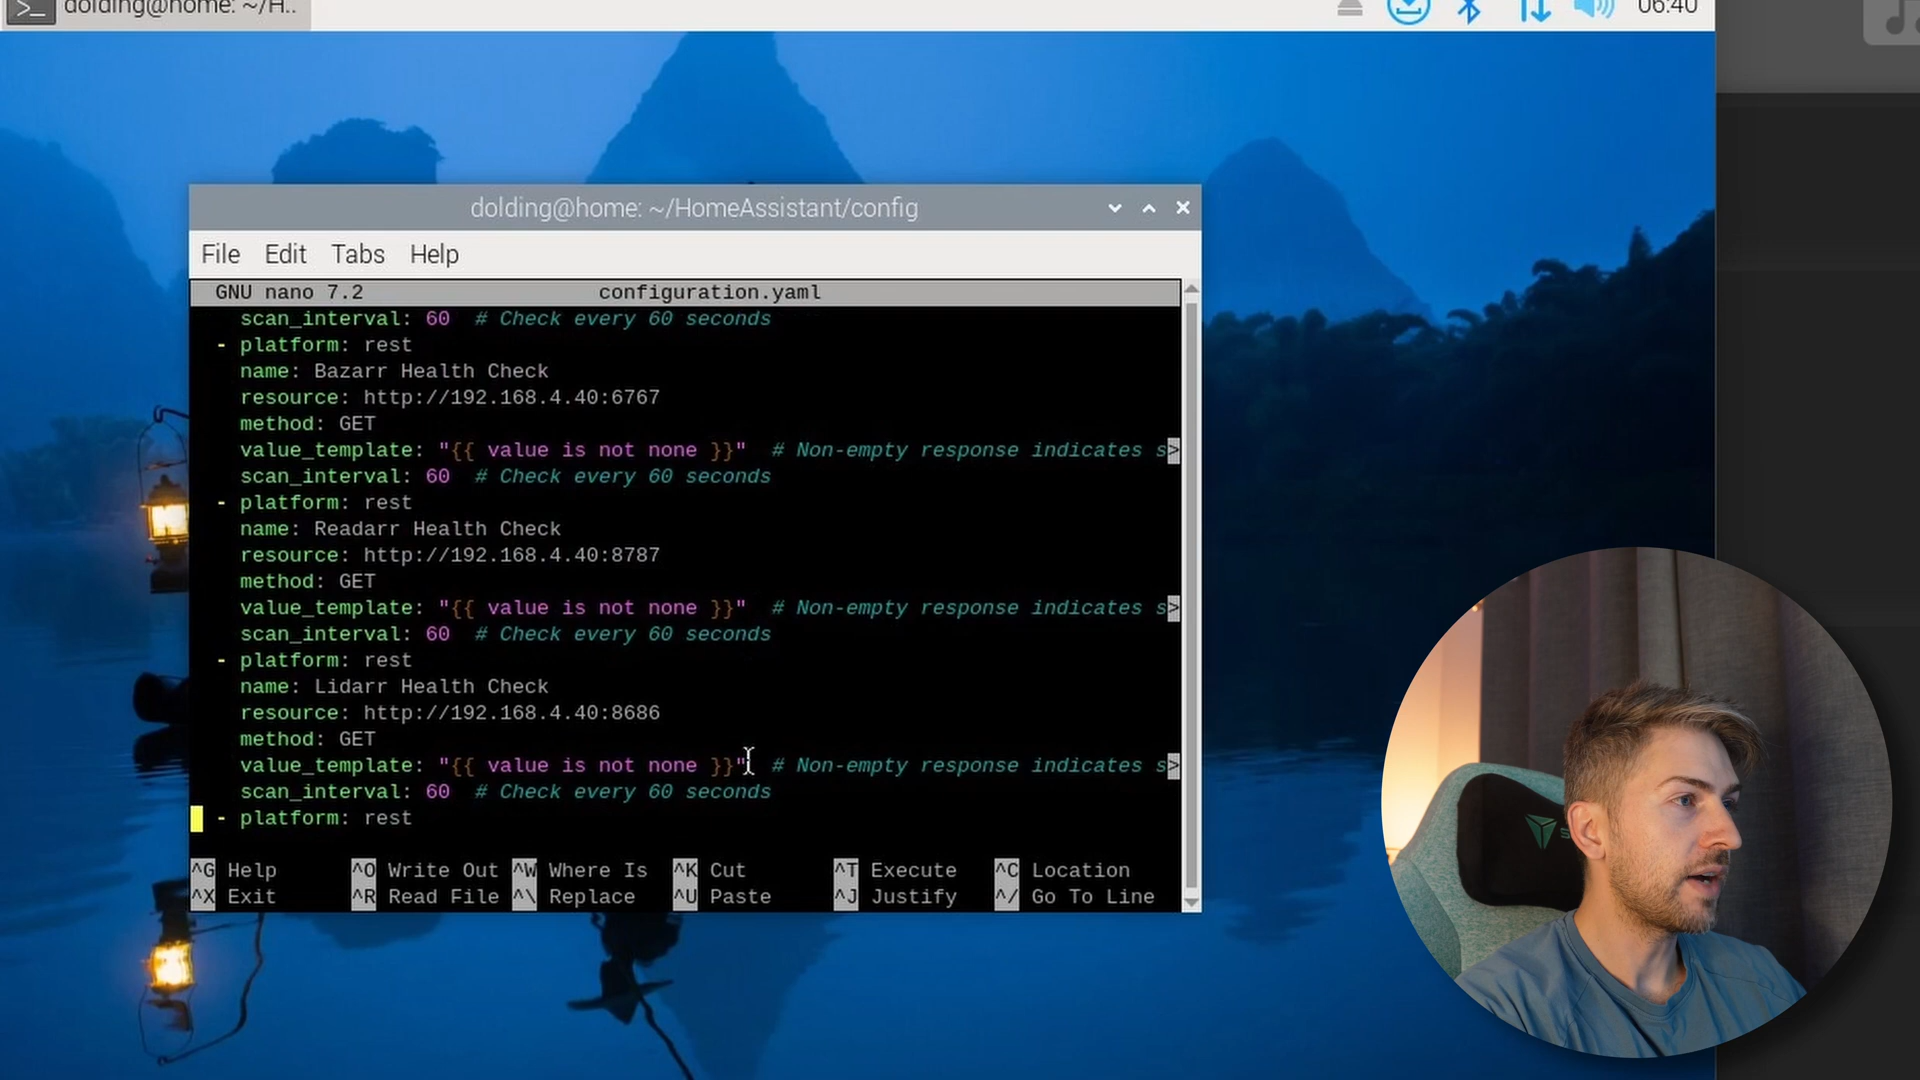 dolding@home: ~/H..
06:40
dolding@home: ~/HomeAssistant/config
File Edit Tabs Help
GNU nano 7.2 configuration.yaml
scan_interval: 60 # Check every 60 seconds
- platform: rest
name: Bazarr Health Check
resource: http://192.168.4.40:6767
method: GET
value_template: "{{ value is not none }}" # Non-empty response indicates s>
scan_interval: 60 # Check every 60 seconds
- platform: rest
name: Readarr Health Check
resource: http://192.168.4.40:8787
method: GET
value_template: "{{ value is not none }}" # Non-empty response indicates s>
scan_interval: 60 # Check every 60 seconds
- platform: rest
name: Lidarr Health Check
resource: http://192.168.4.40:8686
method: GET
value_template: "{{ value is not none }}" # Non-empty response indicates s>
scan_interval: 60 # Check every 60 seconds
- platform: rest
^G Help ^O Write Out ^W Where Is ^K Cut ^T Execute ^C Location
^X Exit ^R Read File ^\ Replace ^U Paste ^J Justify ^/ Go To Line